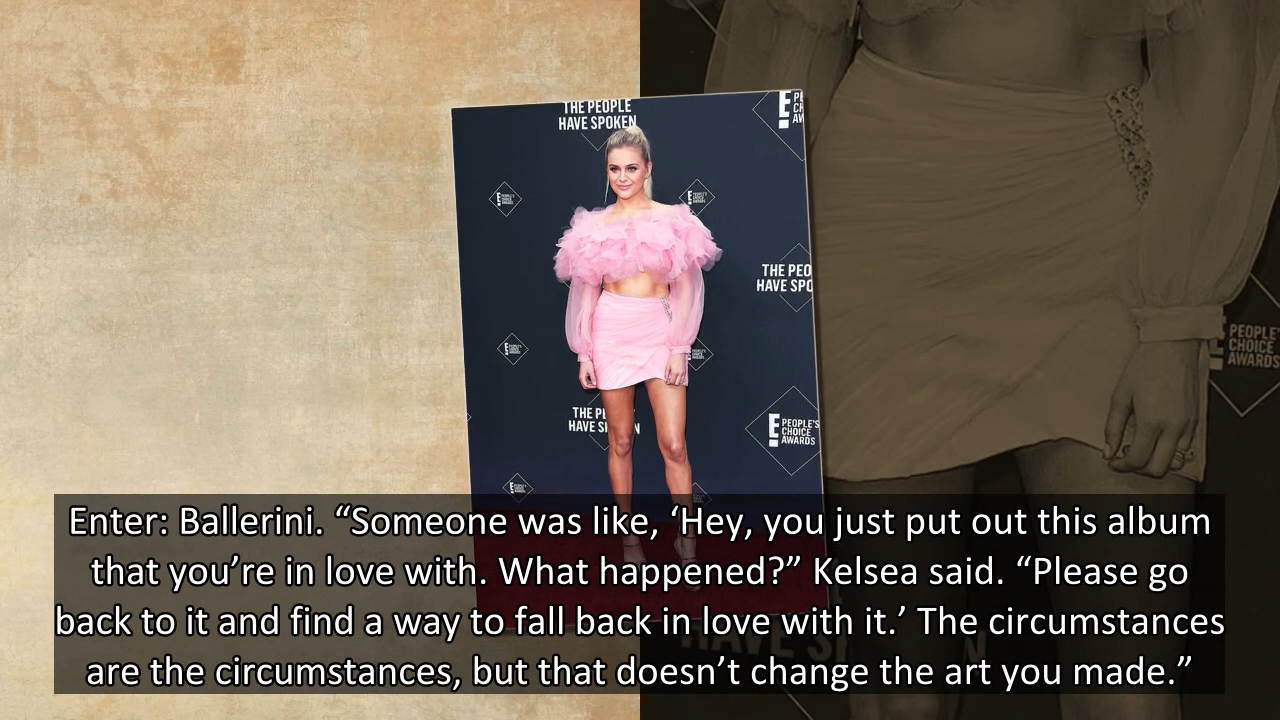 THE PEOPLE
HAVE SPOKEN
E!
E!
THE PEO
HAVE SPO
PEOPLE'S
CHOICE
AWARDS
E! PEOPLE'S
CHOICE
AWARDS
Enter: Ballerini. “Someone was like, ‘Hey, you just put out this album
that you’re in love with. What happened?” Kelsea said. “Please go
back to it and find a way to fall back in love with it.’ The circumstances
are the circumstances, but that doesn’t change the art you made.”